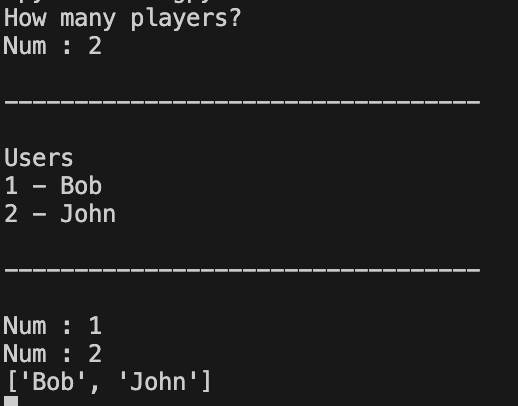 How many players?
Num : 2
----------------------------------
Users
1 - Bob
2 - John
----------------------------------
Num : 1
Num : 2
['Bob', 'John']